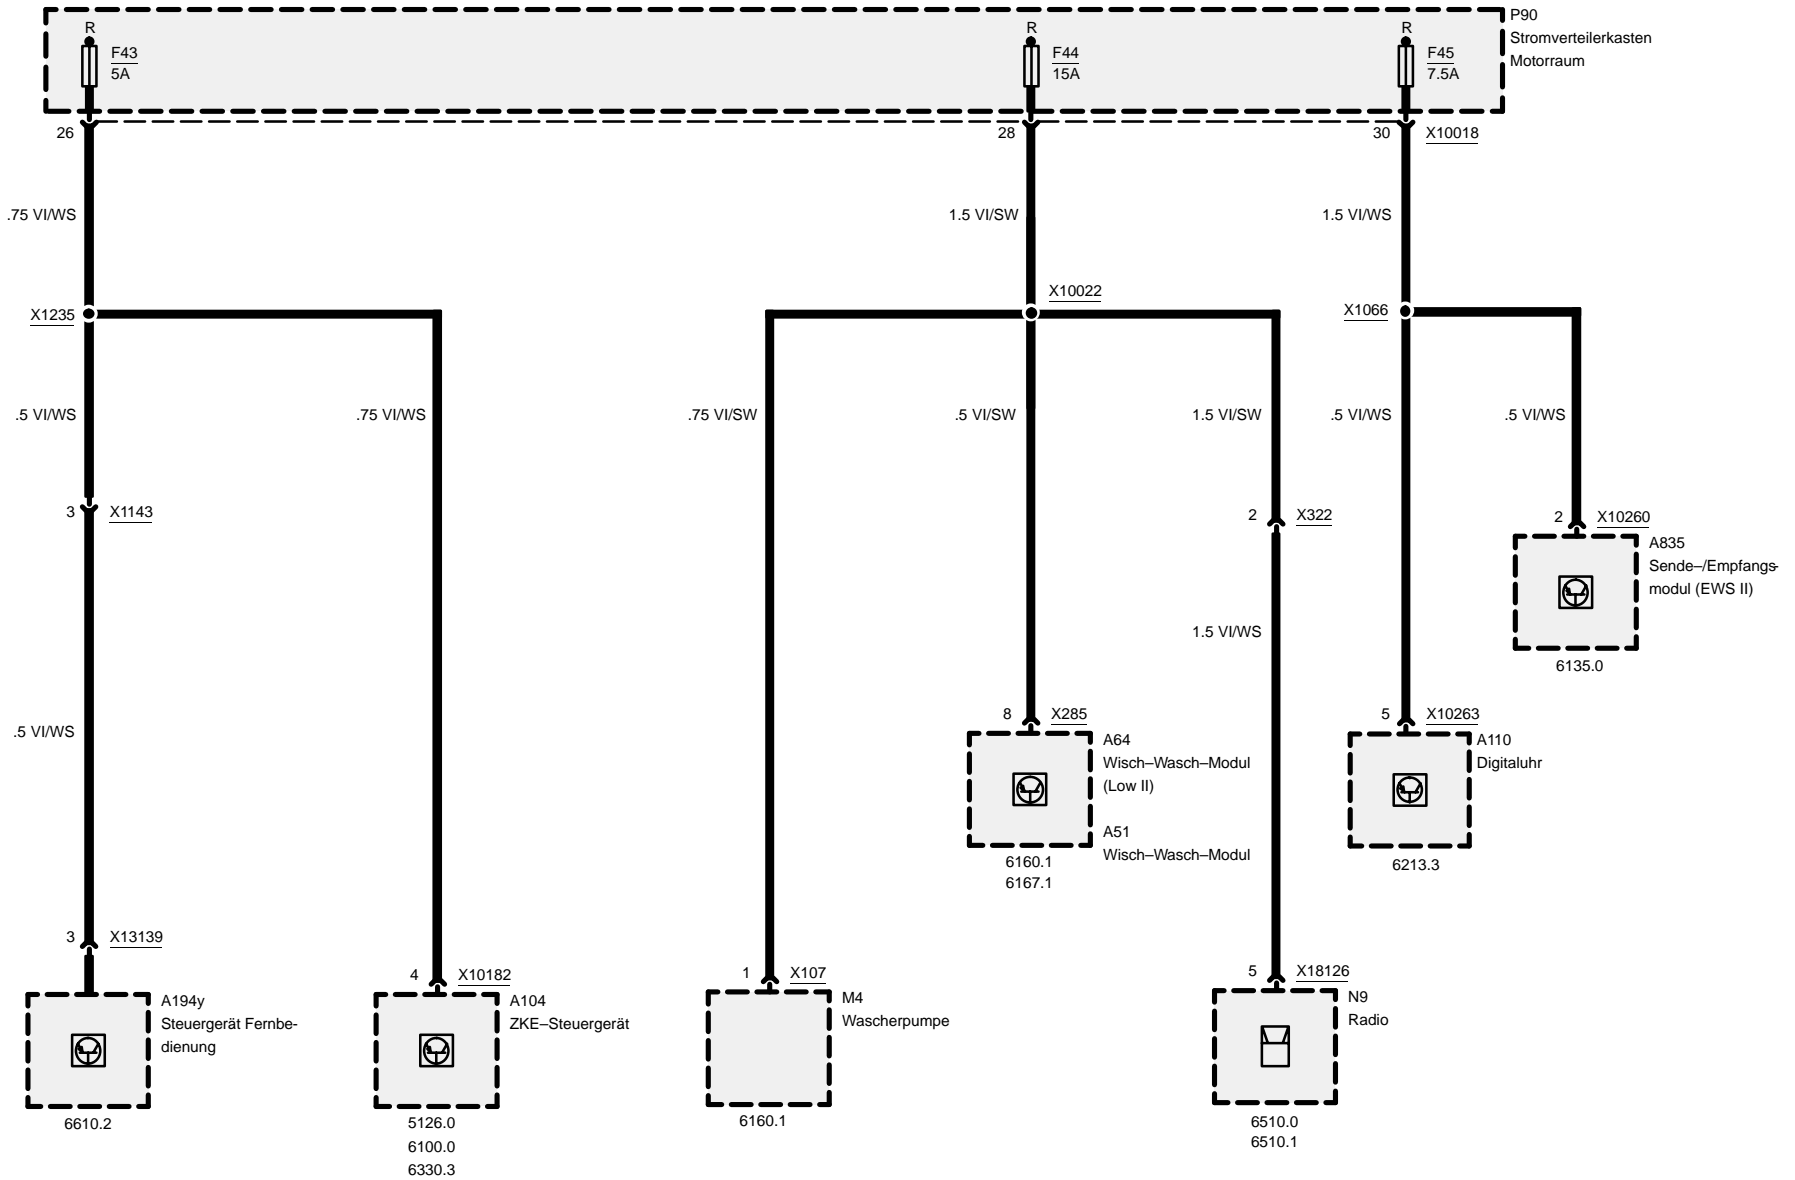 P90
Stromverteilerkasten
Motorraum
R
F43
5A
R
F44
15A
R
F45
7.5A
26
28
30
X10018
.75 VI/WS
1.5 VI/SW
1.5 VI/WS
X1235
X10022
X1066
.5 VI/WS
.75 VI/WS
.75 VI/SW
.5 VI/SW
1.5 VI/SW
.5 VI/WS
.5 VI/WS
3
X1143
2
X322
2
X10260
A835
Sende–/Empfangs-
modul (EWS II)
6135.0
1.5 VI/WS
.5 VI/WS
8
X285
A64
Wisch–Wasch–Modul
(Low II)
A51
Wisch–Wasch–Modul
6160.1
6167.1
5
X10263
A110
Digitaluhr
6213.3
3
X13139
A194y
Steuergerät Fernbe-
dienung
6610.2
4
X10182
A104
ZKE–Steuergerät
5126.0
6100.0
6330.3
1
X107
M4
Wascherpumpe
6160.1
5
X18126
N9
Radio
6510.0
6510.1